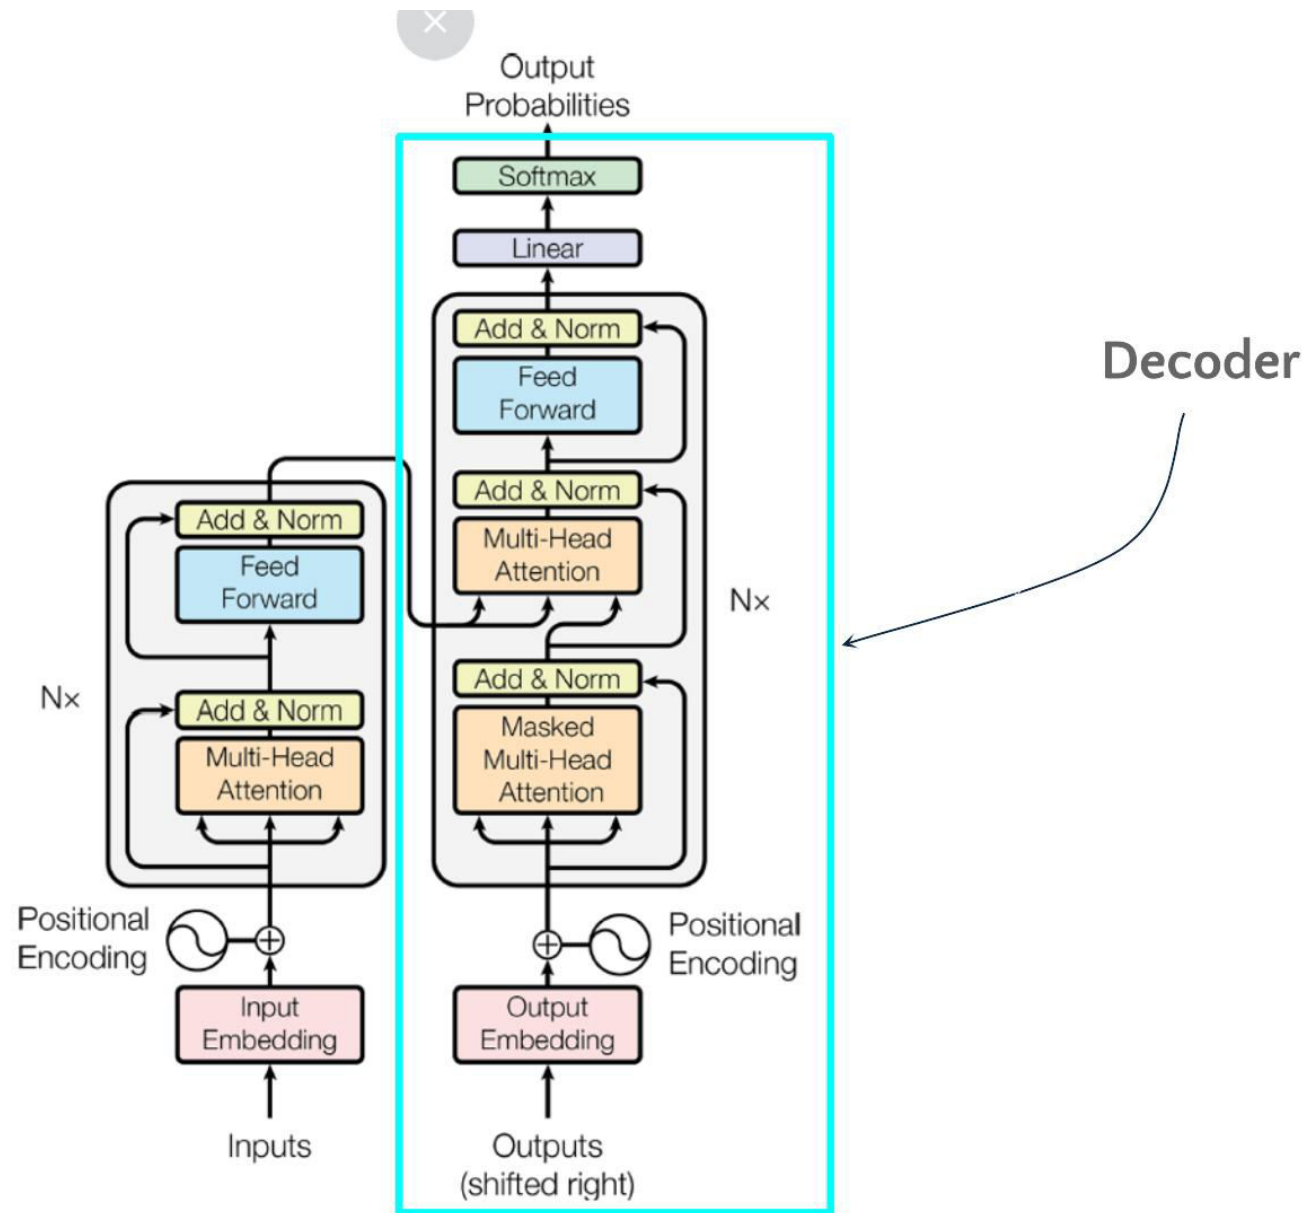 Output
Probabilities
Softmax
Linear
Add & Norm
Feed
Forward
Add & Norm
Multi-Head
Attention
Add & Norm
Masked
Multi-Head
Attention
Nx
Positional
Encoding
Output
Embedding
Outputs
(shifted right)
Add & Norm
Feed
Forward
Add & Norm
Multi-Head
Attention
Nx
Positional
Encoding
Input
Embedding
Inputs
Decoder